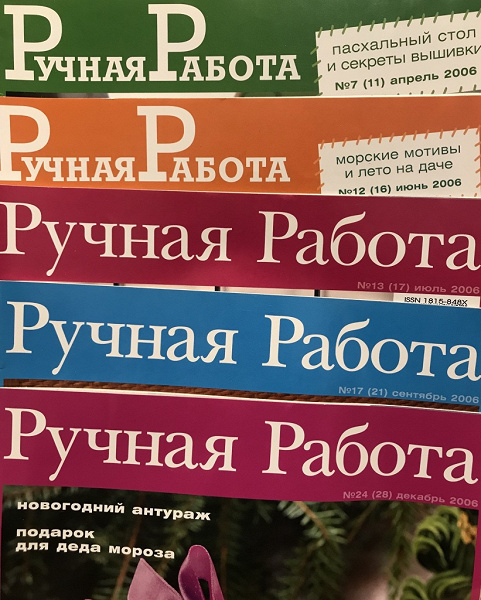 Ручная Работа
пасхальный стол
и секреты вышивки
№7 (11) апрель 2006
Ручная Работа
морские мотивы
и лето на даче
№12 (16) июнь 2006
Ручная Работа
№13 (17) июль 2006
ISSN 1815-848X
Ручная Работа
№17 (21) сентябрь 2006
Ручная Работа
№24 (28) декабрь 2006
новогодний антураж
подарок
для деда мороза